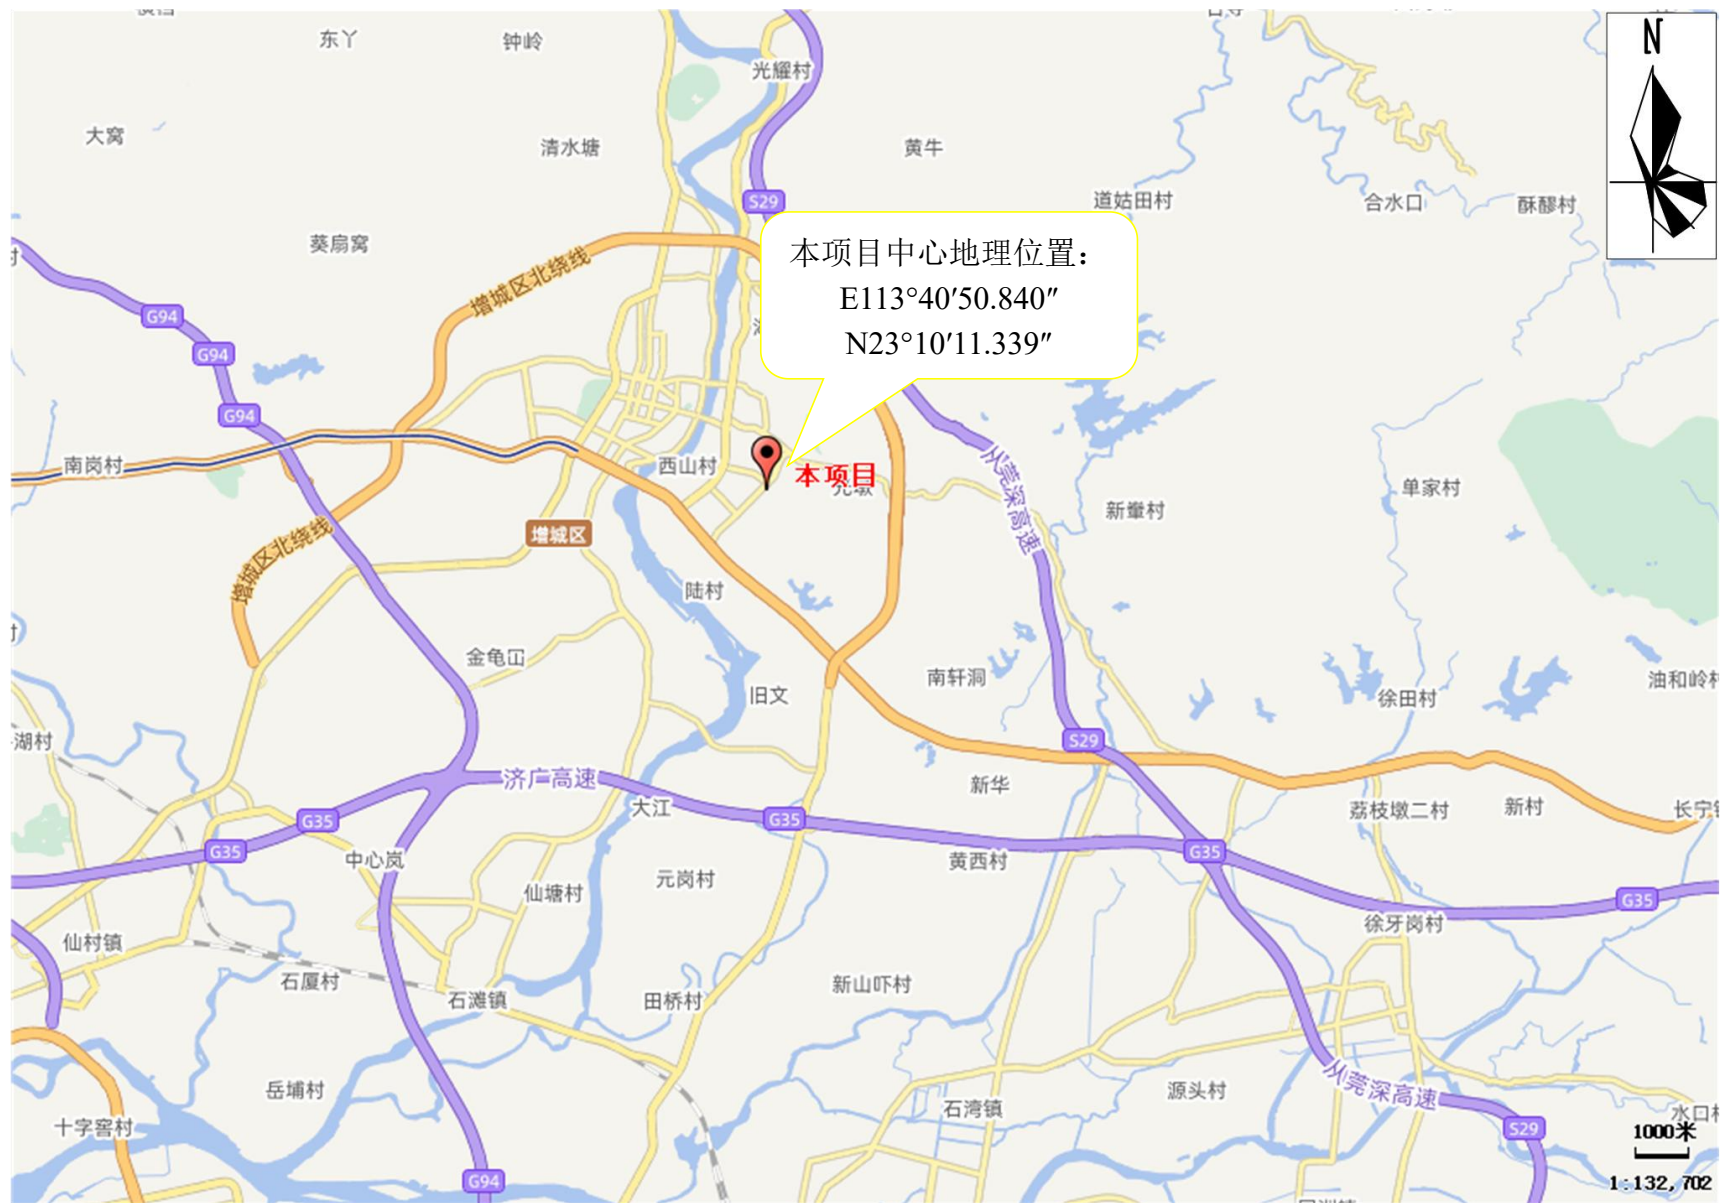 东丫
钟岭
光耀村
N
大窝
清水塘
黄牛
S29
道姑田村
合水口
酥醪村
葵扇窝
增城区北绕线
本项目中心地理位置：
E113°40′50.840″
N23°10′11.339″
G94
G94
G94
南岗村
西山村
本项目
从莞深高速
单家村
新輋村
增城区
增城区北绕线
陆村
金龟冚
旧文
南轩洞
徐田村
油和岭村
湖村
S29
济广高速
新华
大江
荔枝墩二村
新村
长宁镇
G35
G35
G35
G35
中心岚
黄西村
元岗村
仙塘村
G35
徐牙岗村
仙村镇
石厦村
石滩镇
田桥村
新山吓村
岳埔村
从莞深高速
源头村
石湾镇
十字窖村
S29
水口村
1000米
G94
1:132,702